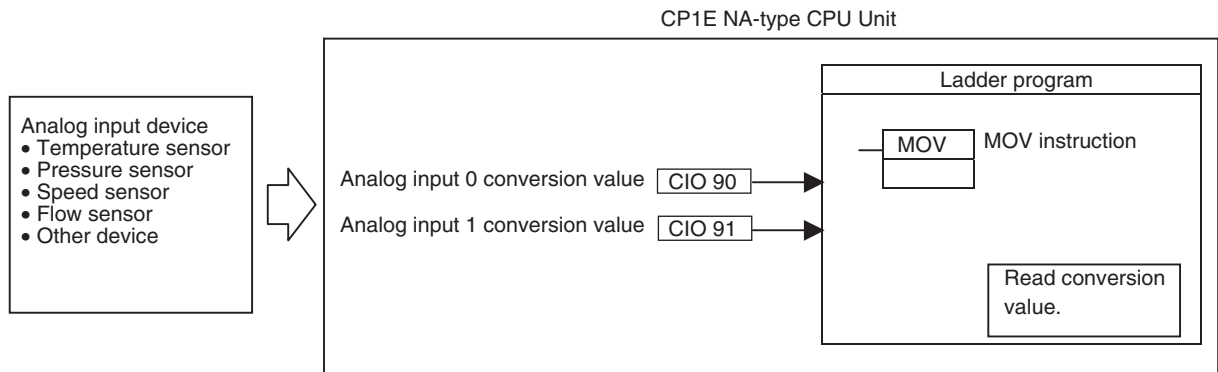 CP1E NA-type CPU Unit
Analog input device
• Temperature sensor
• Pressure sensor
• Speed sensor
• Flow sensor
• Other device
Analog input 0 conversion value CIO 90
Analog input 1 conversion value CIO 91
Ladder program
MOV MOV instruction
Read conversion
value.